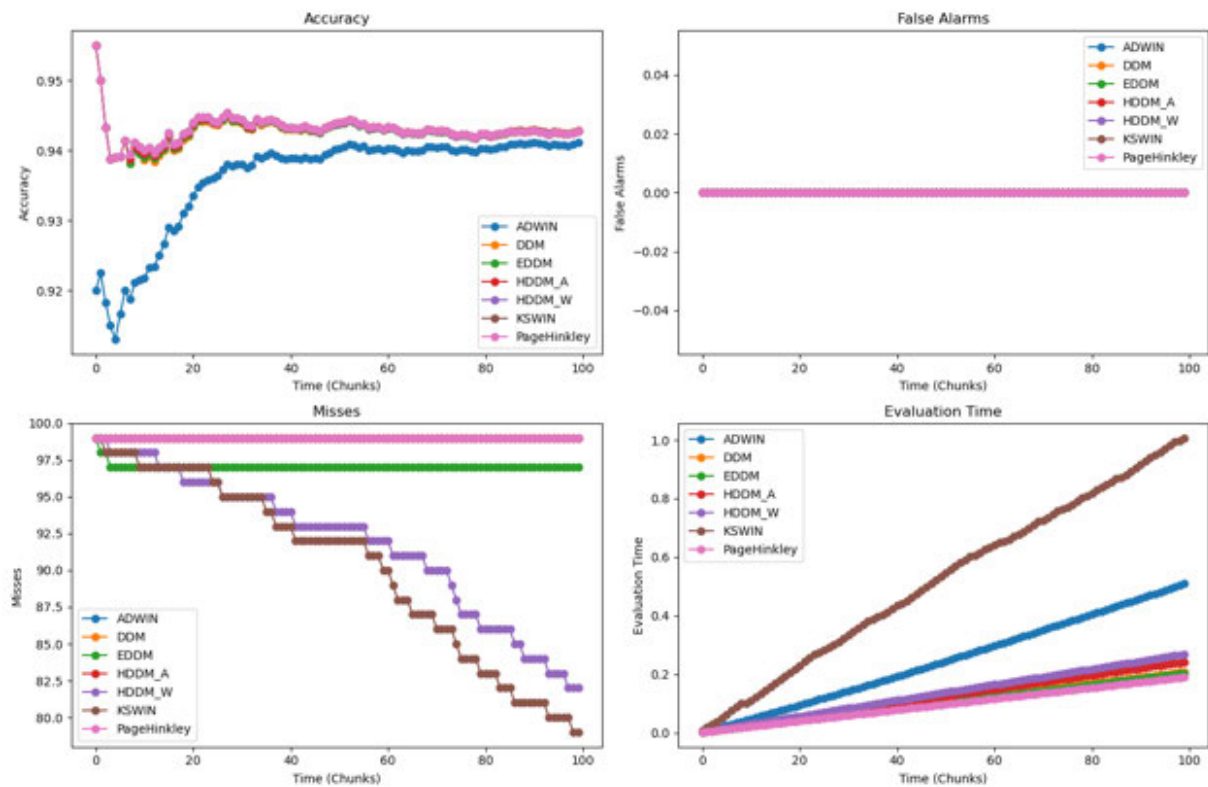 Accuracy
0.95
0.94
0.93
0.92
Accuracy
ADWIN
DDM
EDDM
HDDM_A
HDDM_W
KSWIN
PageHinkley
0
20
40
60
80
100
Time (Chunks)
False Alarms
0.04
0.02
0.00
−0.02
−0.04
False Alarms
ADWIN
DDM
EDDM
HDDM_A
HDDM_W
KSWIN
PageHinkley
0
20
40
60
80
100
Time (Chunks)
Misses
100.0
97.5
95.0
92.5
90.0
87.5
85.0
82.5
80.0
Misses
ADWIN
DDM
EDDM
HDDM_A
HDDM_W
KSWIN
PageHinkley
0
20
40
60
80
100
Time (Chunks)
Evaluation Time
1.0
0.8
0.6
0.4
0.2
0.0
Evaluation Time
ADWIN
DDM
EDDM
HDDM_A
HDDM_W
KSWIN
PageHinkley
0
20
40
60
80
100
Time (Chunks)